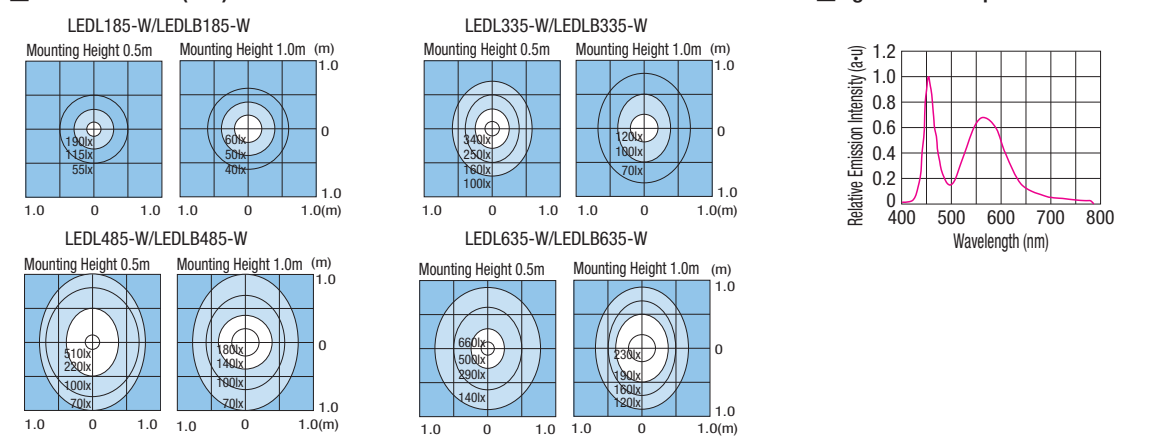 LEDL185-W/LEDLB185-W
Mounting Height 0.5m
190lx
115lx
55lx
1.0 0 1.0
Mounting Height 1.0m (m)
1.0
0
1.0
60lx
50lx
40lx
1.0 0 1.0(m)
LEDL335-W/LEDLB335-W
Mounting Height 0.5m
340lx
250lx
160lx
100lx
1.0 0 1.0
Mounting Height 1.0m (m)
1.0
0
1.0
120lx
100lx
70lx
1.0 0 1.0(m)
LEDL485-W/LEDLB485-W
Mounting Height 0.5m
510lx
220lx
100lx
70lx
1.0 0 1.0
Mounting Height 1.0m (m)
1.0
0
1.0
180lx
140lx
100lx
70lx
1.0 0 1.0(m)
LEDL635-W/LEDLB635-W
Mounting Height 0.5m
660lx
500lx
290lx
140lx
1.0 0 1.0
Mounting Height 1.0m (m)
1.0
0
1.0
230lx
190lx
160lx
120lx
1.0 0 1.0(m)
Relative Emission Intensity (a•u)
1.2
1.0
0.8
0.6
0.4
0.2
0
400 500 600 700 800
Wavelength (nm)